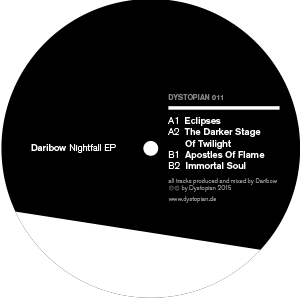 DYSTOPIAN 011
A1 Eclipses
A2 The Darker Stage
Of Twilight
B1 Apostles Of Flame
B2 Immortal Soul
Daribow Nightfall EP
all tracks produced and mixed by Daribow
℗© by Dystopian 2015
www.dystopian.de